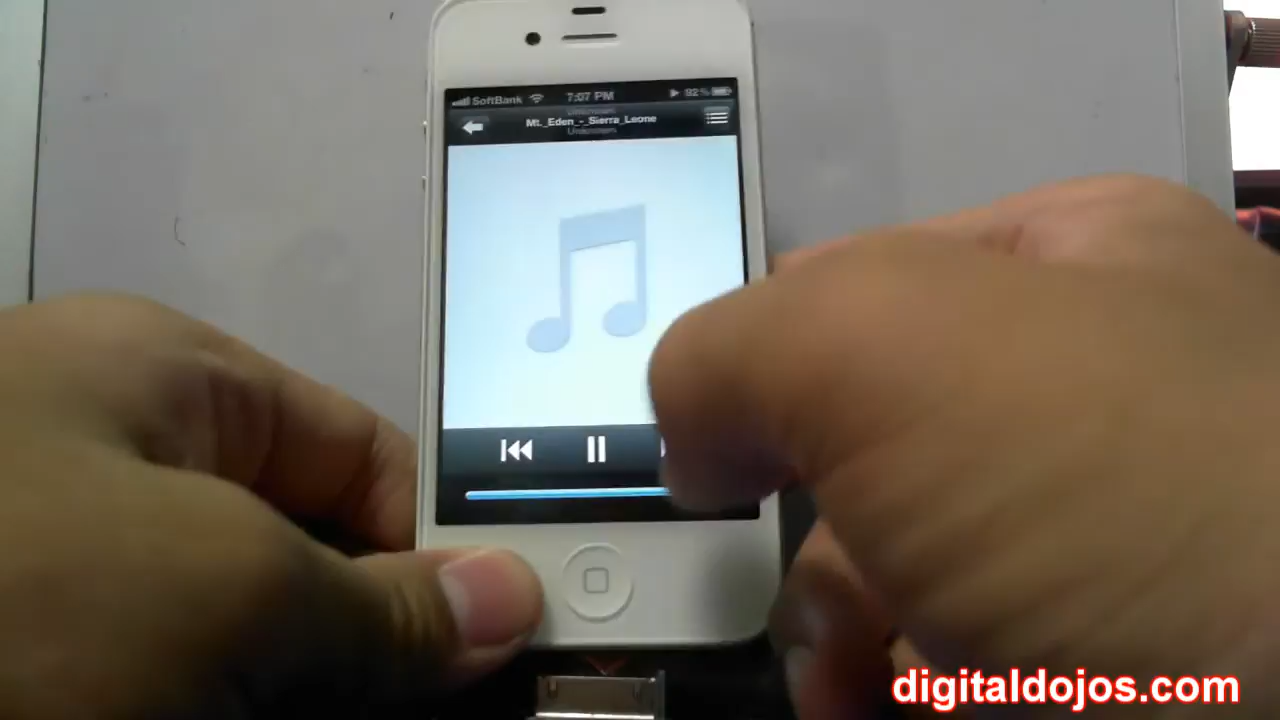 SoftBank 7:07 PM 92%
Unknown
Mt._Eden_-_Sierra_Leone
Unknown
digitaldojos.com